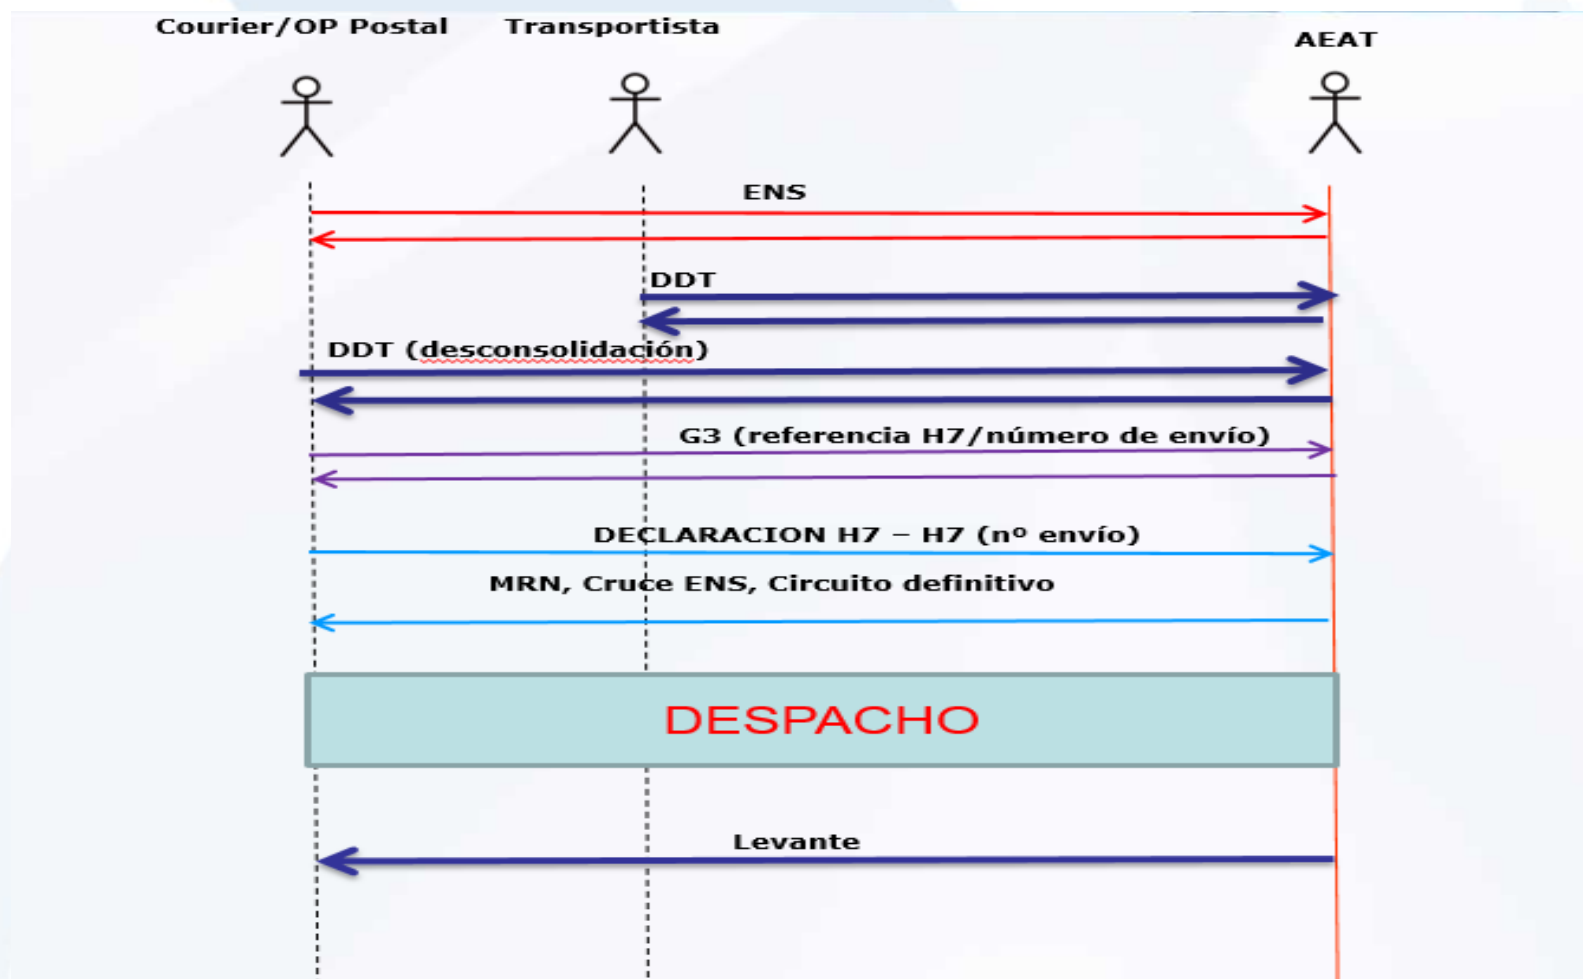 Courier/OP Postal
Transportista
AEAT
ENS
DDT
DDT (desconsolidación)
G3 (referencia H7/número de envío)
DECLARACION H7 – H7 (nº envío)
MRN, Cruce ENS, Circuito definitivo
DESPACHO
Levante